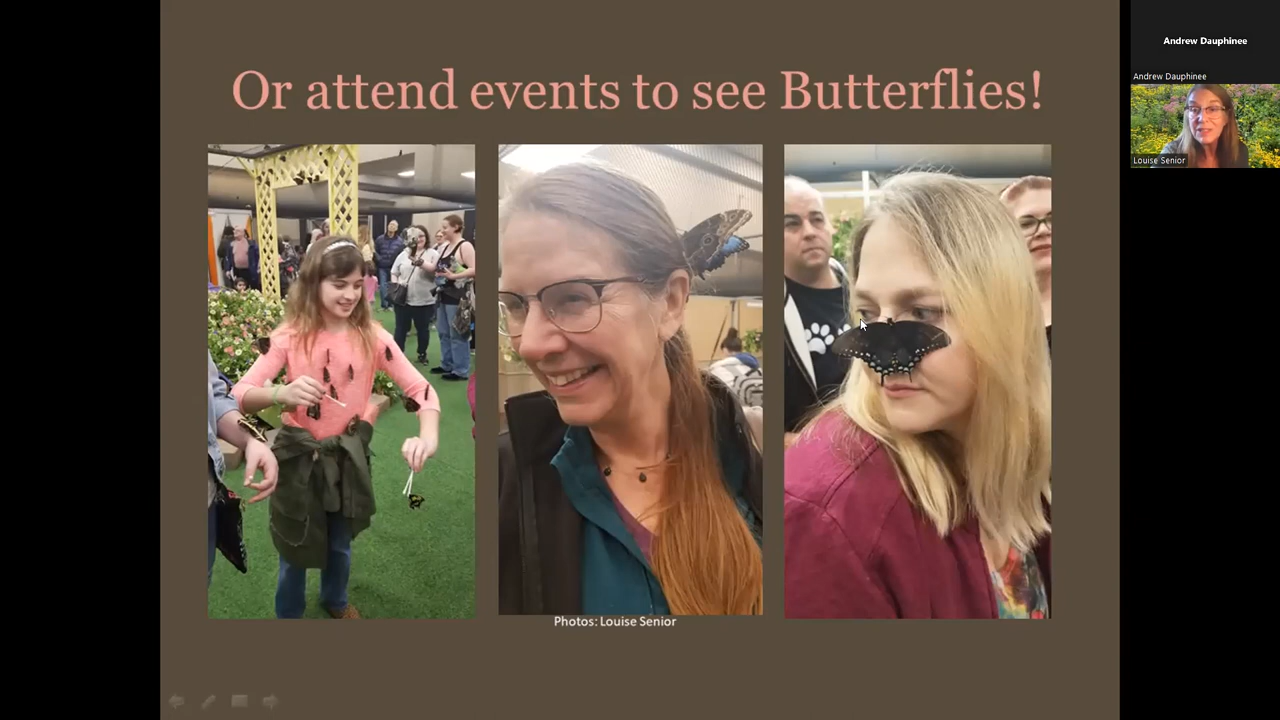 Or attend events to see Butterflies!
Photos: Louise Senior
Andrew Dauphinee
Andrew Dauphinee
Louise Senior